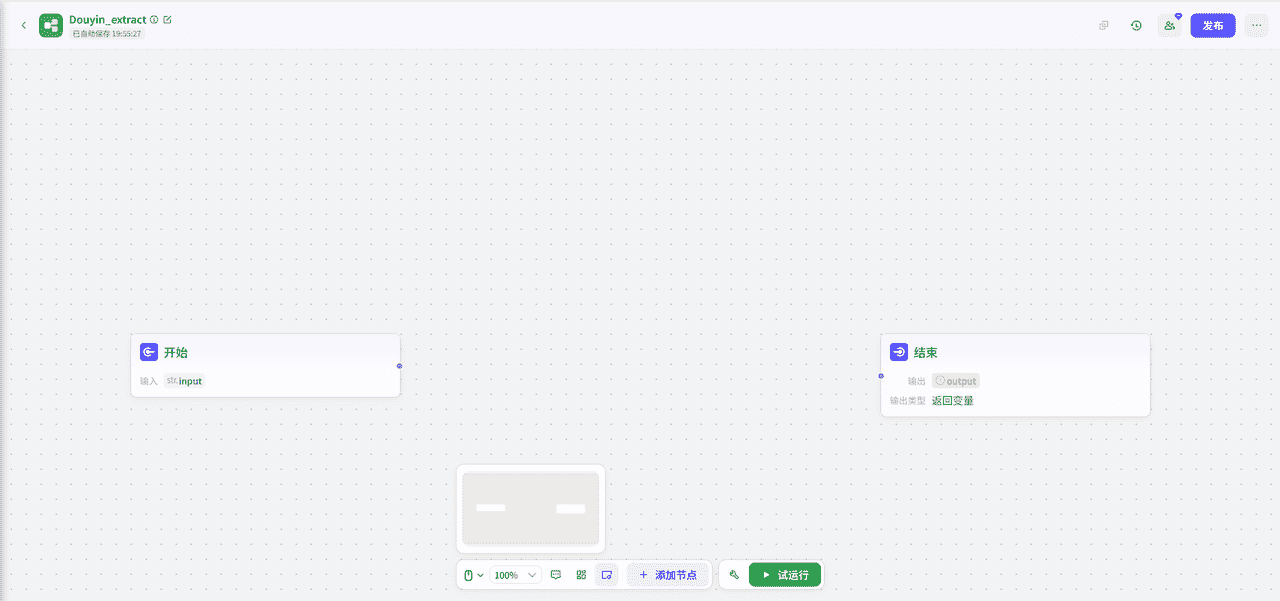 Douyin_extract
已自动保存 19:55:27
发布
开始
输入 str. input
结束
输出 output
输出类型 返回变量
100%
添加节点
试运行